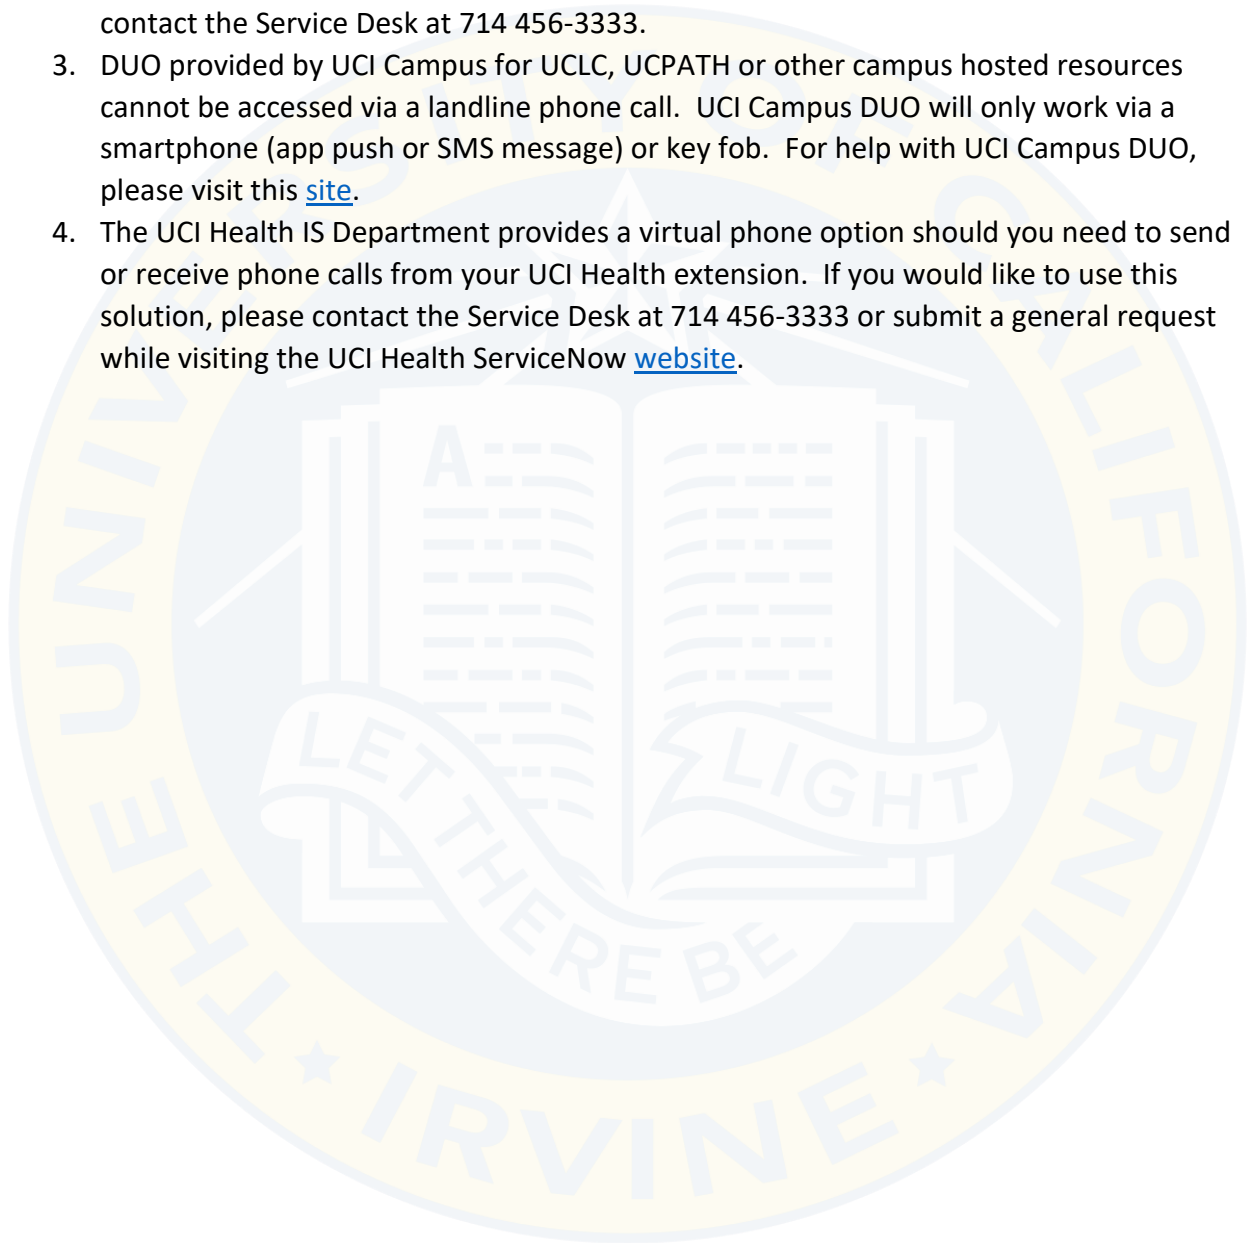 contact the Service Desk at 714 456-3333.
3. DUO provided by UCI Campus for UCLC, UCPATH or other campus hosted resources
cannot be accessed via a landline phone call.  UCI Campus DUO will only work via a
smartphone (app push or SMS message) or key fob.  For help with UCI Campus DUO,
please visit this site.
4. The UCI Health IS Department provides a virtual phone option should you need to send
or receive phone calls from your UCI Health extension.  If you would like to use this
solution, please contact the Service Desk at 714 456-3333 or submit a general request
while visiting the UCI Health ServiceNow website.
THE UNIVERSITY OF CALIFORNIA
A
LET THERE BE LIGHT
IRVINE